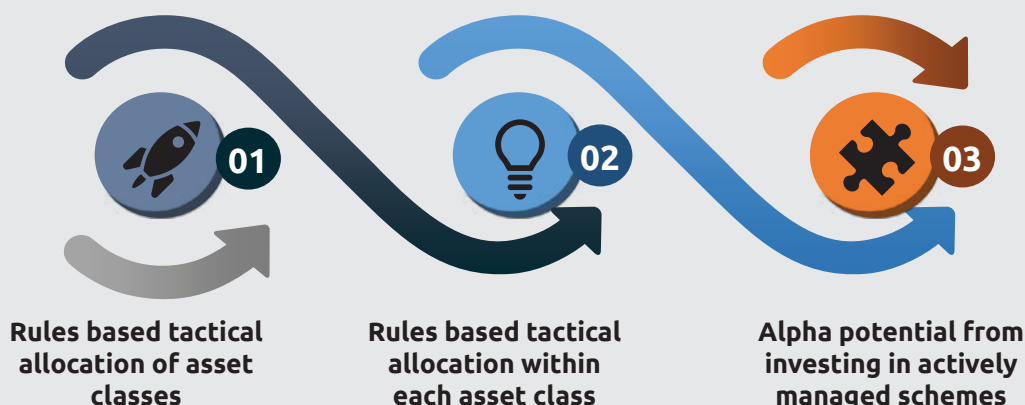 01
02
03
Rules based tactical
allocation of asset
classes
Rules based tactical
allocation within
each asset class
Alpha potential from
investing in actively
managed schemes